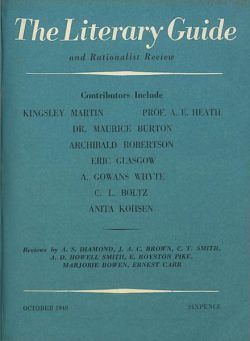 The Literary Guide
and Rationalist Review
Contributors Include
KINGSLEY MARTIN PROF. A. E. HEATH
DR. MAURICE BURTON
ARCHIBALD ROBERTSON
ERIC GLASGOW
A. GOWANS WHYTE
C. L. BOLTZ
ANITA KOHSEN
Reviews by A. S. DIAMOND, J. A. C. BROWN, C. T. SMITH,
A. D. HOWELL SMITH, E. ROYSTON PIKE,
MARJORIE BOWEN, ERNEST CARR
OCTOBER 1949 SIXPENCE